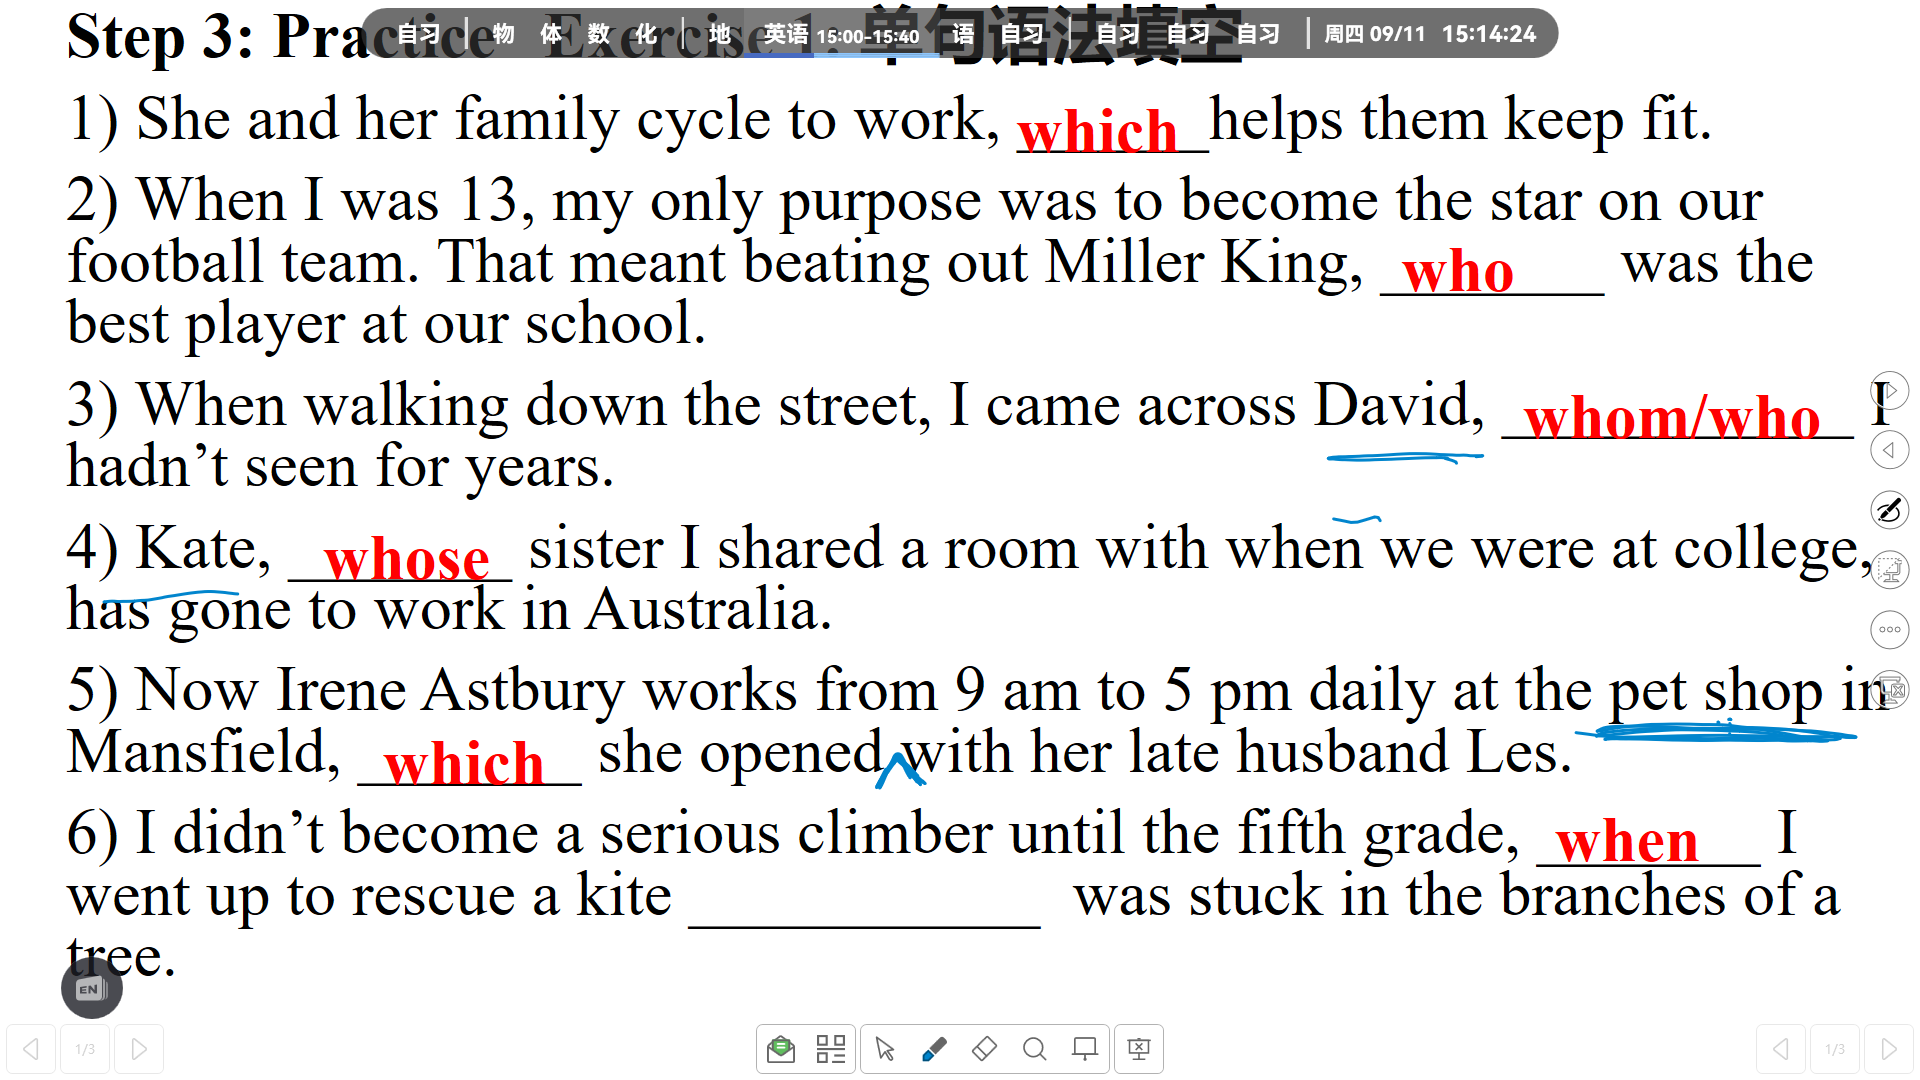 Step 3: Practice Exercise 1: 单句语法填空
自习 | 物 体 数 化 | 地 英语 15:00-15:40 语 自习 | 自习 自习 自习 | 周四 09/11 15:14:24
1) She and her family cycle to work, which helps them keep fit.
2) When I was 13, my only purpose was to become the star on our
football team. That meant beating out Miller King, who was the
best player at our school.
3) When walking down the street, I came across David, whom/who I
hadn’t seen for years.
4) Kate, whose sister I shared a room with when we were at college,
has gone to work in Australia.
5) Now Irene Astbury works from 9 am to 5 pm daily at the pet shop in
Mansfield, which she opened with her late husband Les.
6) I didn’t become a serious climber until the fifth grade, when I
went up to rescue a kite ____________ was stuck in the branches of a
tree.
EN
1/3
1/3